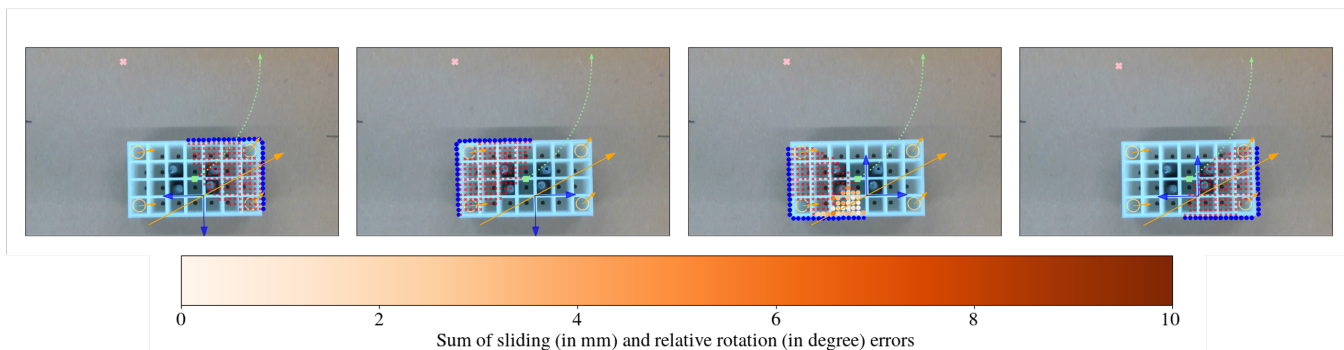 0 2 4 6 8 10
Sum of sliding (in mm) and relative rotation (in degree) errors